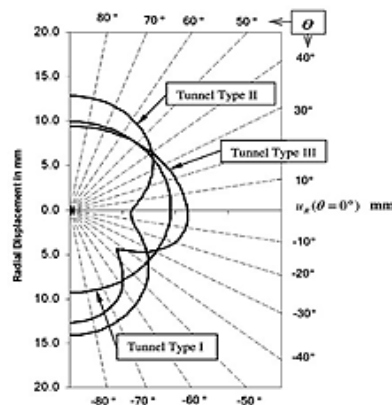 80° 70° 60° 50° Θ
20.0
40°
15.0
Tunnel Type II
30°
10.0
Tunnel Type III
5.0
10°
Radial Displacement in mm
0.0
u_R(θ=0°) mm
-10°
5.0
-20°
10.0
-30°
Tunnel Type I
15.0
-40°
20.0
-80° -70° -60° -50°